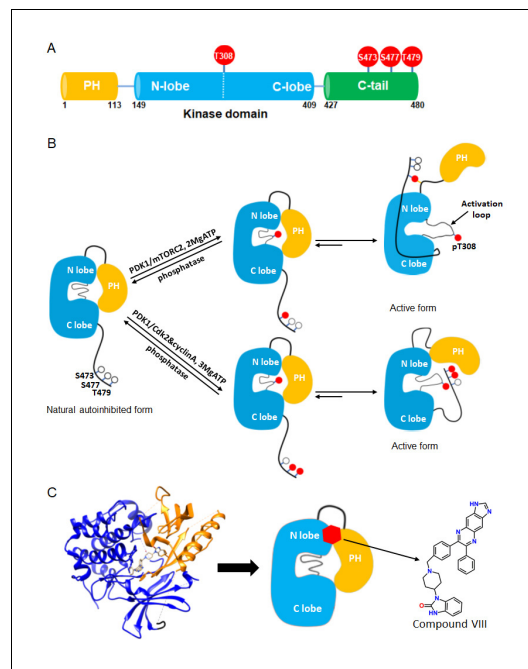 A
T308
S473 S477 T479
PH
N-lobe
C-lobe
C-tail
1
113
149
409
427
480
Kinase domain
B
PH
N lobe
Activation
loop
pT308
C lobe
Active form
N lobe
PH
C lobe
PDK1/mTORC2, 2MgATP
phosphatase
N lobe
PH
C lobe
S473
S477
T479
Natural autoinhibited form
PDK1/Cdk2&cyclinA, 3MgATP
phosphatase
N lobe
PH
C lobe
PH
N lobe
C lobe
Active form
C
N lobe
PH
C lobe
HN
N
N
N
N
O
N
HN
Compound VIII